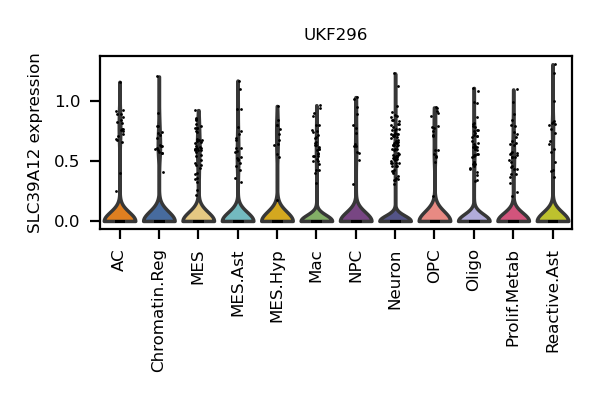 UKF296
SLC39A12 expression
1.0
0.5
0.0
AC
Chromatin.Reg
MES
MES.Ast
MES.Hyp
Mac
NPC
Neuron
OPC
Oligo
Prolif.Metab
Reactive.Ast